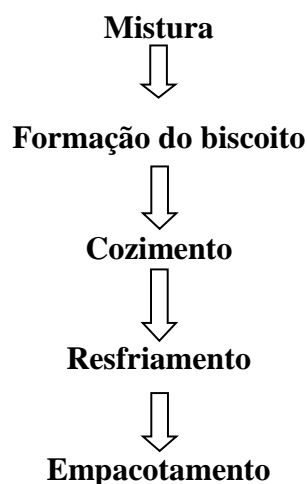 Mistura
Formação do biscoito
Cozimento
Resfriamento
Empacotamento